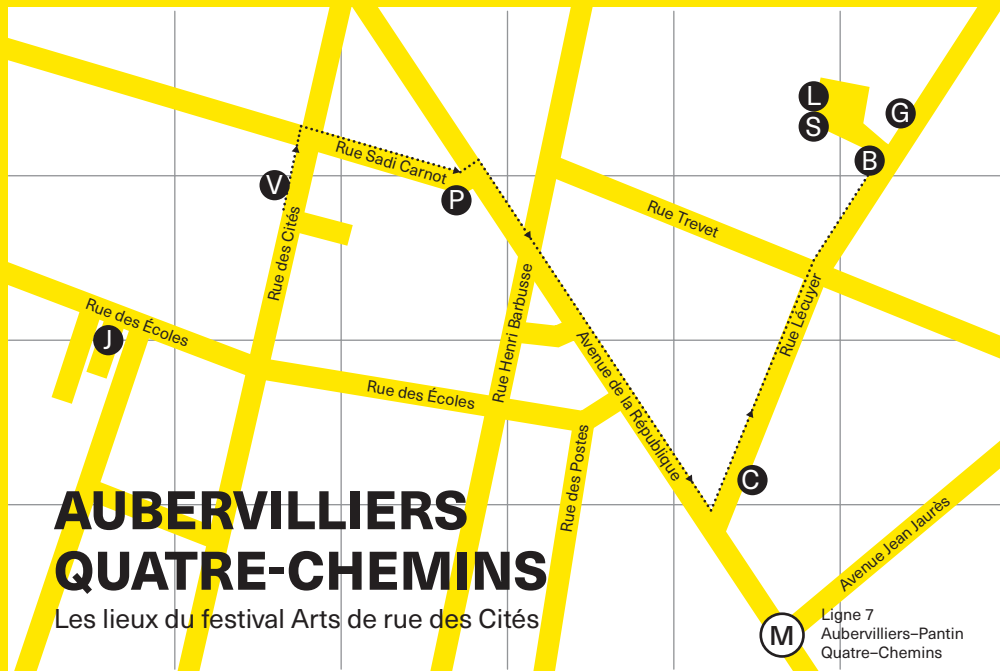 L
S
G
B
Rue Sadi Carnot
V
P
Rue Trevet
Rue des Cités
Rue Henri Barbusse
Rue Lécuyer
Rue des Écoles
J
Avenue de la République
Rue des Écoles
Rue des Postes
C
Avenue Jean Jaurès
AUBERVILLIERS
QUATRE-CHEMINS
Les lieux du festival Arts de rue des Cités
M
Ligne 7
Aubervilliers–Pantin
Quatre–Chemins